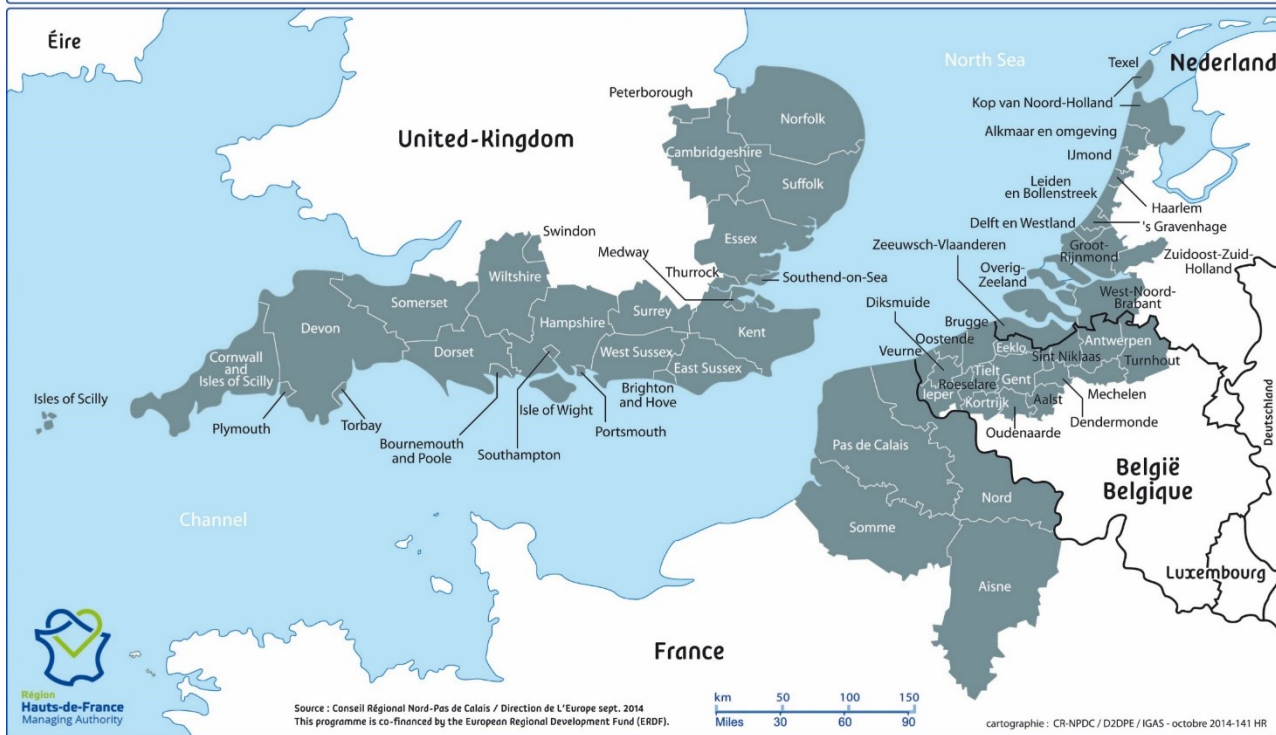 Éire
United-Kingdom
North Sea
Nederland
Texel
Kop van Noord-Holland
Alkmaar en omgeving
IJmond
Leiden
en Bollenstreek
Haarlem
Delft en Westland
's Gravenhage
Zeeuwsch-Vlaanderen
Groot-
Rijnmond
Zuidoost-Zuid-
Holland
Overig-
Zeeland
West-Noord-
Brabant
Peterborough
Norfolk
Cambridgeshire
Suffolk
Essex
Swindon
Medway
Thurrock
Southend-on-Sea
Wiltshire
Somerset
Devon
Hampshire
Surrey
Kent
Dorset
West Sussex
East Sussex
Cornwall
and
Isles of Scilly
Isles of Scilly
Plymouth
Torbay
Bournemouth
and Poole
Southampton
Isle of Wight
Portsmouth
Brighton
and Hove
Diksmuide
Brugge
Oostende
Veurne
Eeklo
Antwerpen
Sint Niklaas
Turnhout
Tielt
Roeselare
Gent
Ieper
Kortrijk
Aalst
Mechelen
Dendermonde
Oudenaarde
Pas de Calais
Nord
Somme
Aisne
België
Belgique
Deutschland
Luxembourg
Channel
France
Région
Hauts-de-France
Managing Authority
Source : Conseil Régional Nord-Pas de Calais / Direction de L'Europe sept. 2014
This programme is co-financed by the European Regional Development Fund (ERDF).
km 50 100 150
Miles 30 60 90
cartographie : CR-NPDC / D2DPE / IGAS - octobre 2014-141 HR